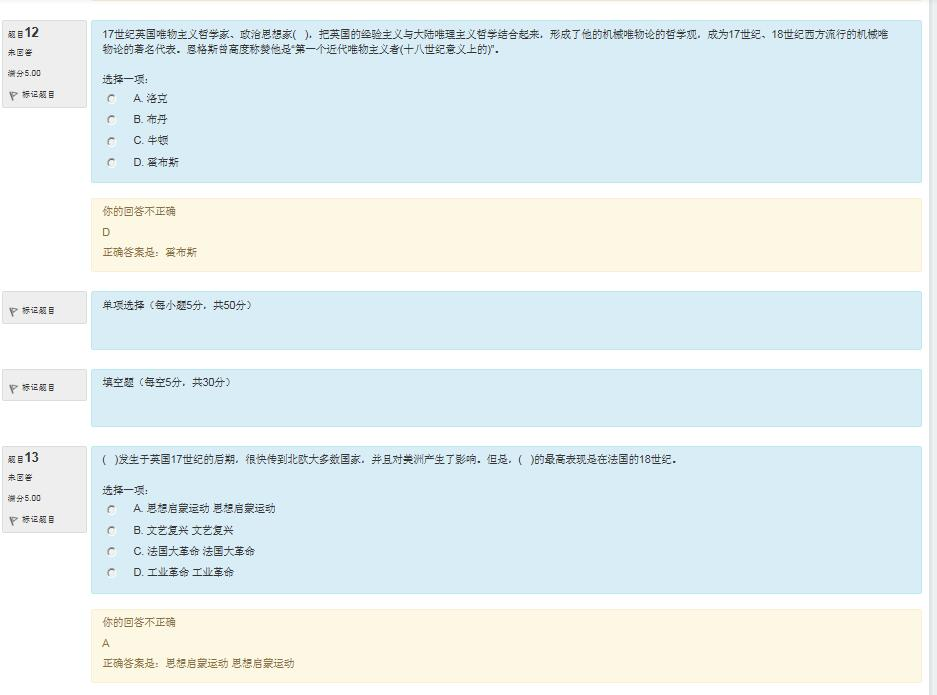 题目12
未回答
满分5.00
标记题目
17世纪英国唯物主义哲学家、政治思想家(   )，把英国的经验主义与大陆唯理主义哲学结合起来，形成了他的机械唯物论的哲学观，成为17世纪、18世纪西方流行的机械唯
物论的著名代表。恩格斯曾高度称赞他是“第一个近代唯物主义者(十八世纪意义上的)”。
选择一项：
A. 洛克
B. 布丹
C. 牛顿
D. 霍布斯
你的回答不正确
D
正确答案是：霍布斯
标记题目
单项选择（每小题5分，共50分）
标记题目
填空题（每空5分，共30分）
题目13
未回答
满分5.00
标记题目
(   )发生于英国17世纪的后期，很快传到北欧大多数国家，并且对美洲产生了影响。但是，(   )的最高表现是在法国的18世纪。
选择一项：
A. 思想启蒙运动 思想启蒙运动
B. 文艺复兴 文艺复兴
C. 法国大革命 法国大革命
D. 工业革命 工业革命
你的回答不正确
A
正确答案是：思想启蒙运动 思想启蒙运动